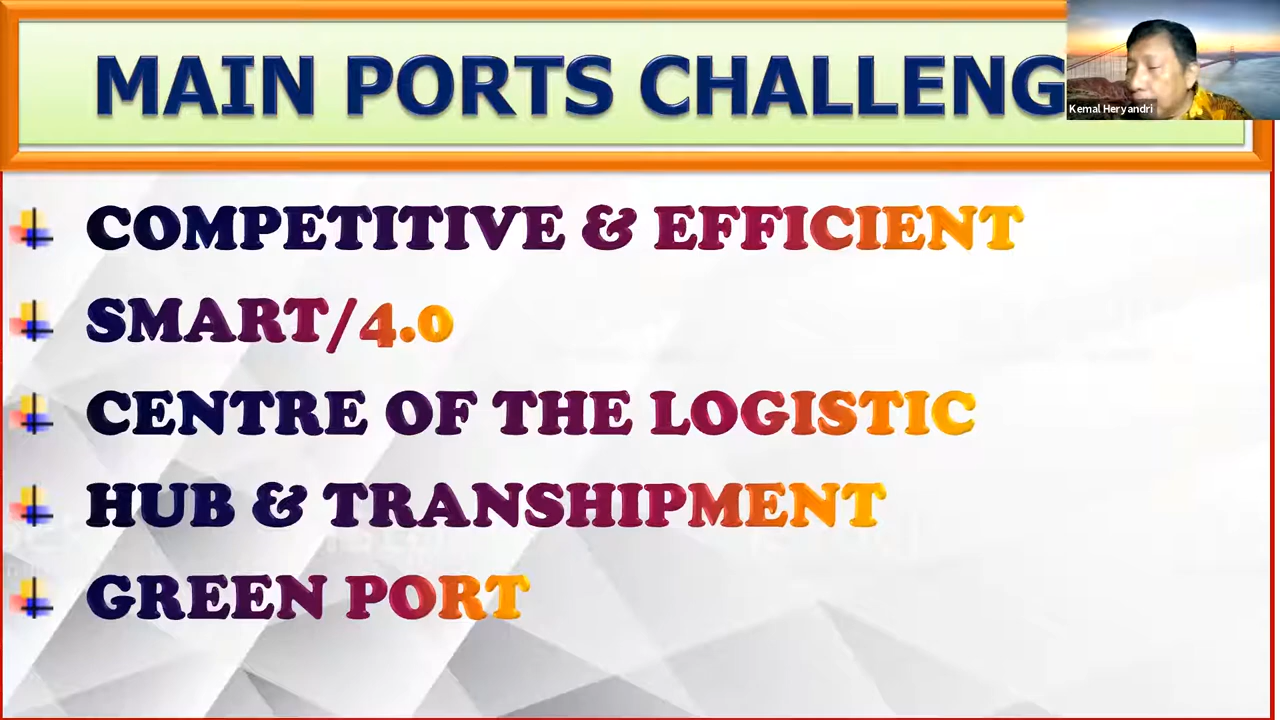 MAIN PORTS CHALLENG
Kemal Heryandri
COMPETITIVE & EFFICIENT
SMART/4.0
CENTRE OF THE LOGISTIC
HUB & TRANSHIPMENT
GREEN PORT